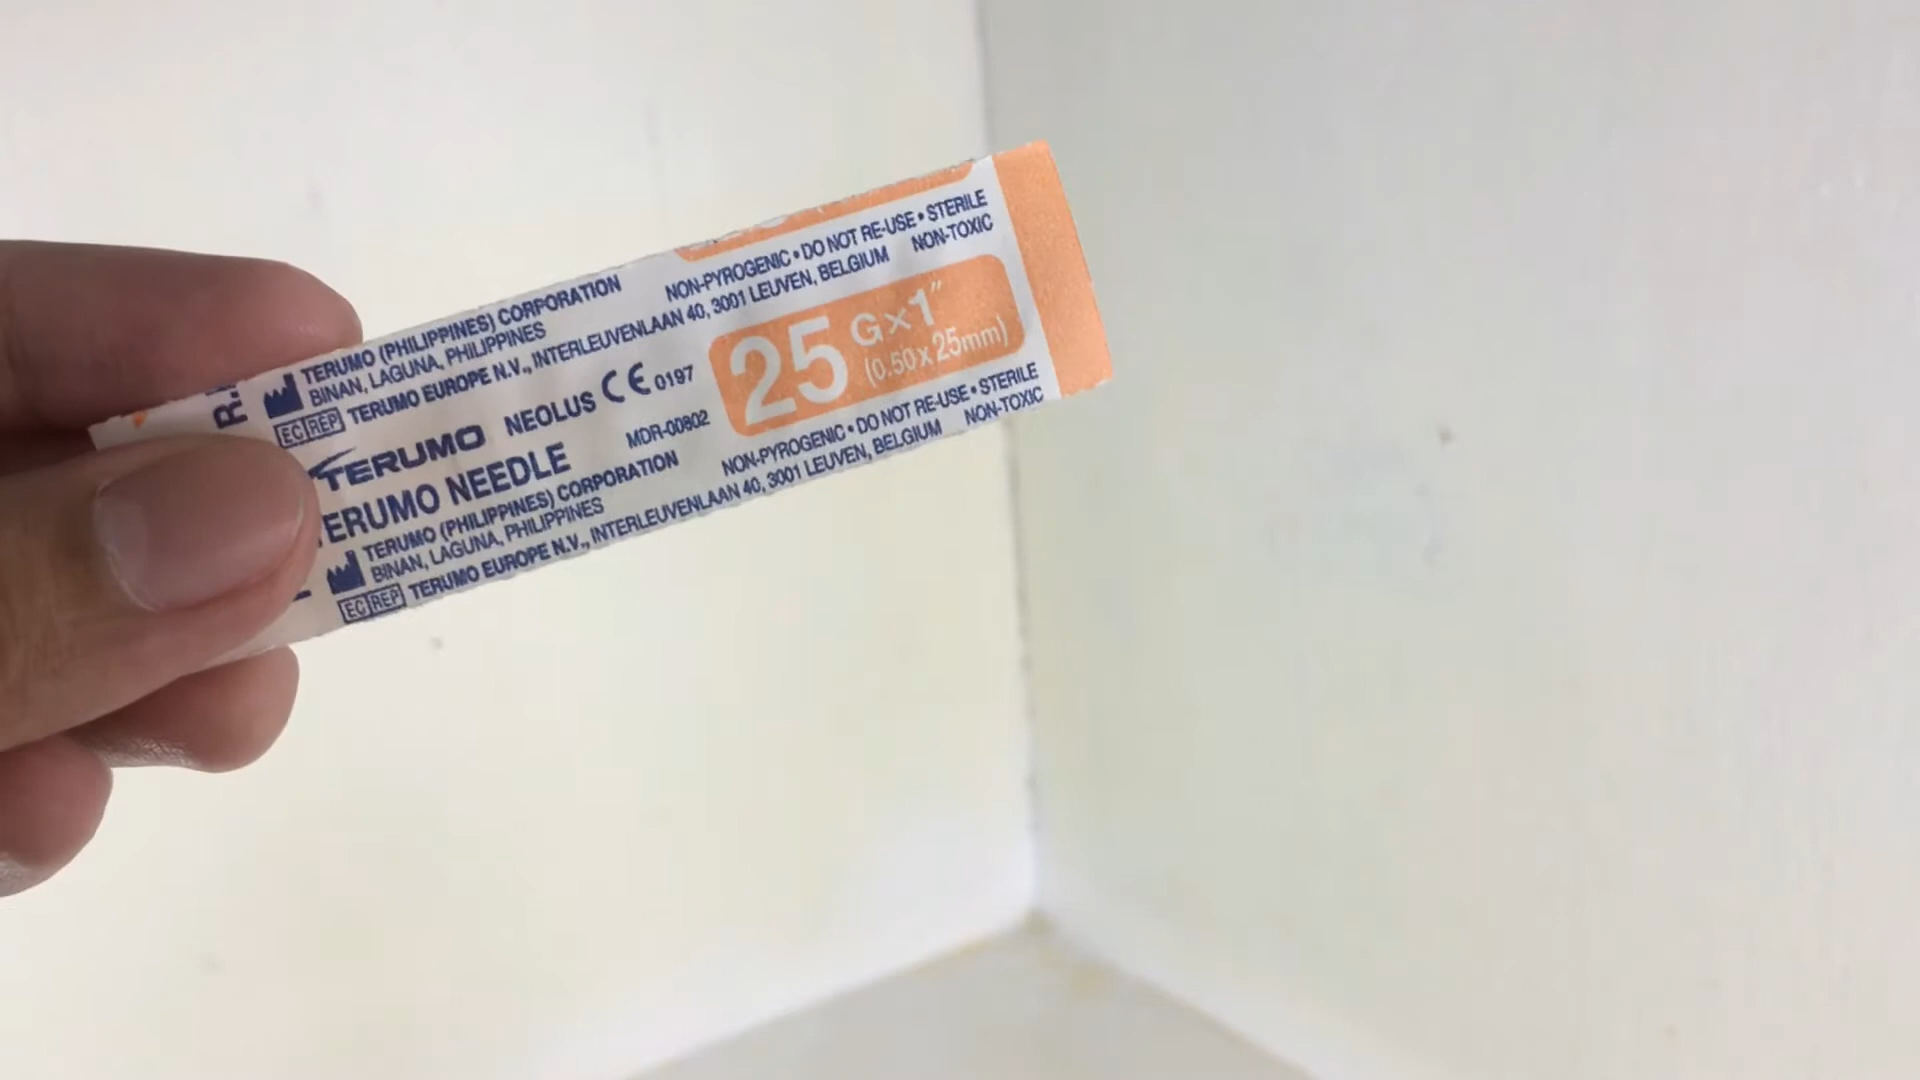 NON-PYROGENIC • DO NOT RE-USE • STERILE
TERUMO (PHILIPPINES) CORPORATION
NON-TOXIC
BINAN, LAGUNA, PHILIPPINES
EC REP TERUMO EUROPE N.V., INTERLEUVENLAAN 40, 3001 LEUVEN, BELGIUM
TERUMO NEOLUS CE 0197
25 G×1"
(0.50 x 25mm)
TERUMO NEEDLE
MDR-00802
TERUMO (PHILIPPINES) CORPORATION
NON-PYROGENIC • DO NOT RE-USE • STERILE
BINAN, LAGUNA, PHILIPPINES
NON-TOXIC
EC REP TERUMO EUROPE N.V., INTERLEUVENLAAN 40, 3001 LEUVEN, BELGIUM